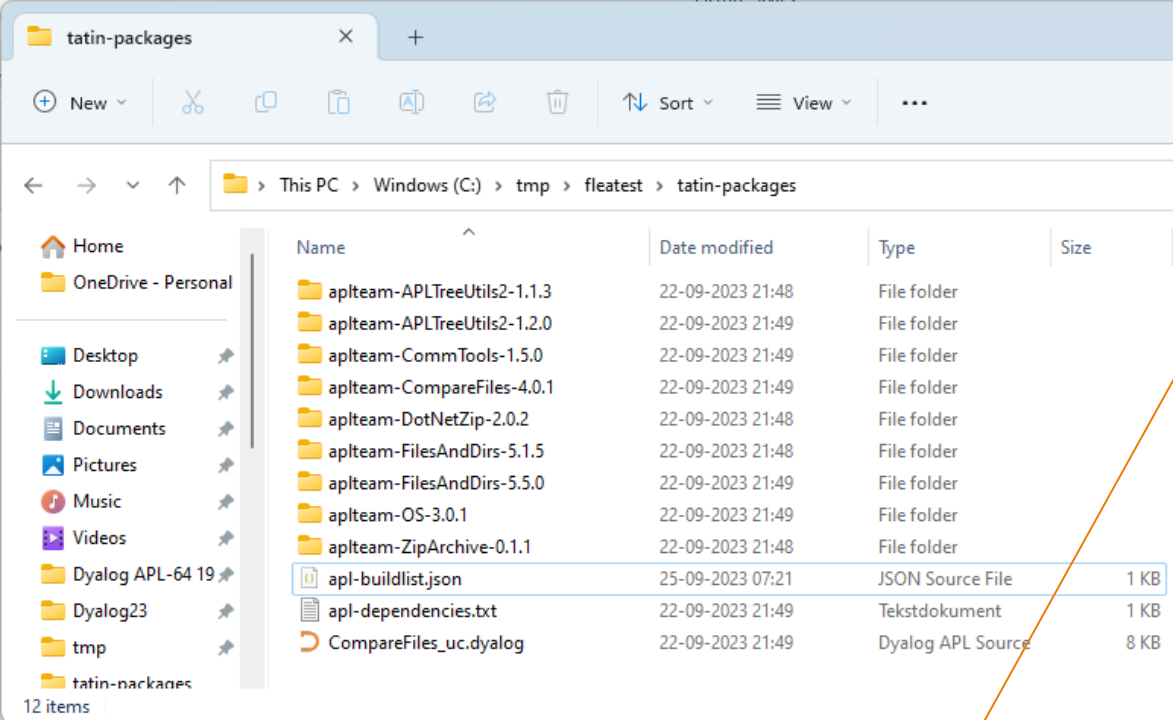 tatin-packages
New
Sort
View
This PC > Windows (C:) > tmp > fleatest > tatin-packages
Home
OneDrive - Personal
Desktop
Downloads
Documents
Pictures
Music
Videos
Dyalog APL-64 19
Dyalog23
tmp
tatin-packages
Name Date modified Type Size
aplteam-APLTreeUtils2-1.1.3 22-09-2023 21:48 File folder
aplteam-APLTreeUtils2-1.2.0 22-09-2023 21:49 File folder
aplteam-CommTools-1.5.0 22-09-2023 21:49 File folder
aplteam-CompareFiles-4.0.1 22-09-2023 21:49 File folder
aplteam-DotNetZip-2.0.2 22-09-2023 21:48 File folder
aplteam-FilesAndDirs-5.1.5 22-09-2023 21:48 File folder
aplteam-FilesAndDirs-5.5.0 22-09-2023 21:49 File folder
aplteam-OS-3.0.1 22-09-2023 21:49 File folder
aplteam-ZipArchive-0.1.1 22-09-2023 21:48 File folder
apl-buildlist.json 25-09-2023 07:21 JSON Source File 1 KB
apl-dependencies.txt 22-09-2023 21:49 Tekstdokument 1 KB
CompareFiles_uc.dyalog 22-09-2023 21:49 Dyalog APL Source 8 KB
12 items